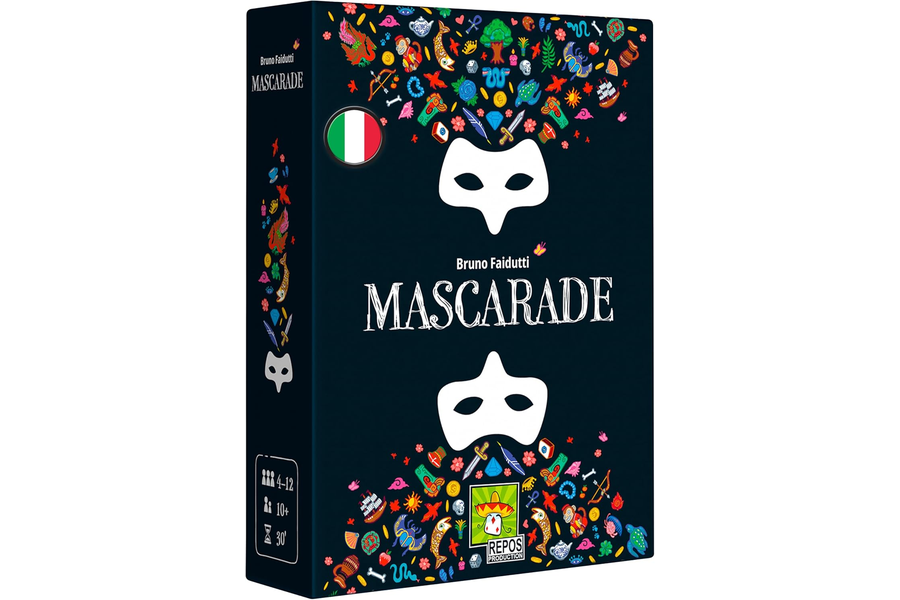 Bruno Faidutti
MASCARADE
4-12
10+
30'
Bruno Faidutti
MASCARADE
REPOS
PRODUCTION